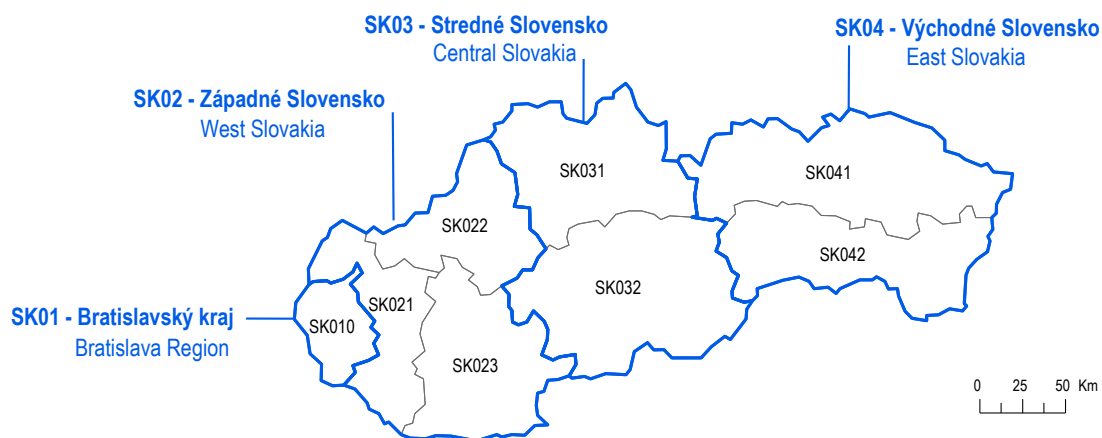 SK03 - Stredné Slovensko
Central Slovakia
SK04 - Východné Slovensko
East Slovakia
SK02 - Západné Slovensko
West Slovakia
SK031
SK041
SK022
SK042
SK032
SK021
SK01 - Bratislavský kraj
Bratislava Region
SK010
SK023
0 25 50 Km